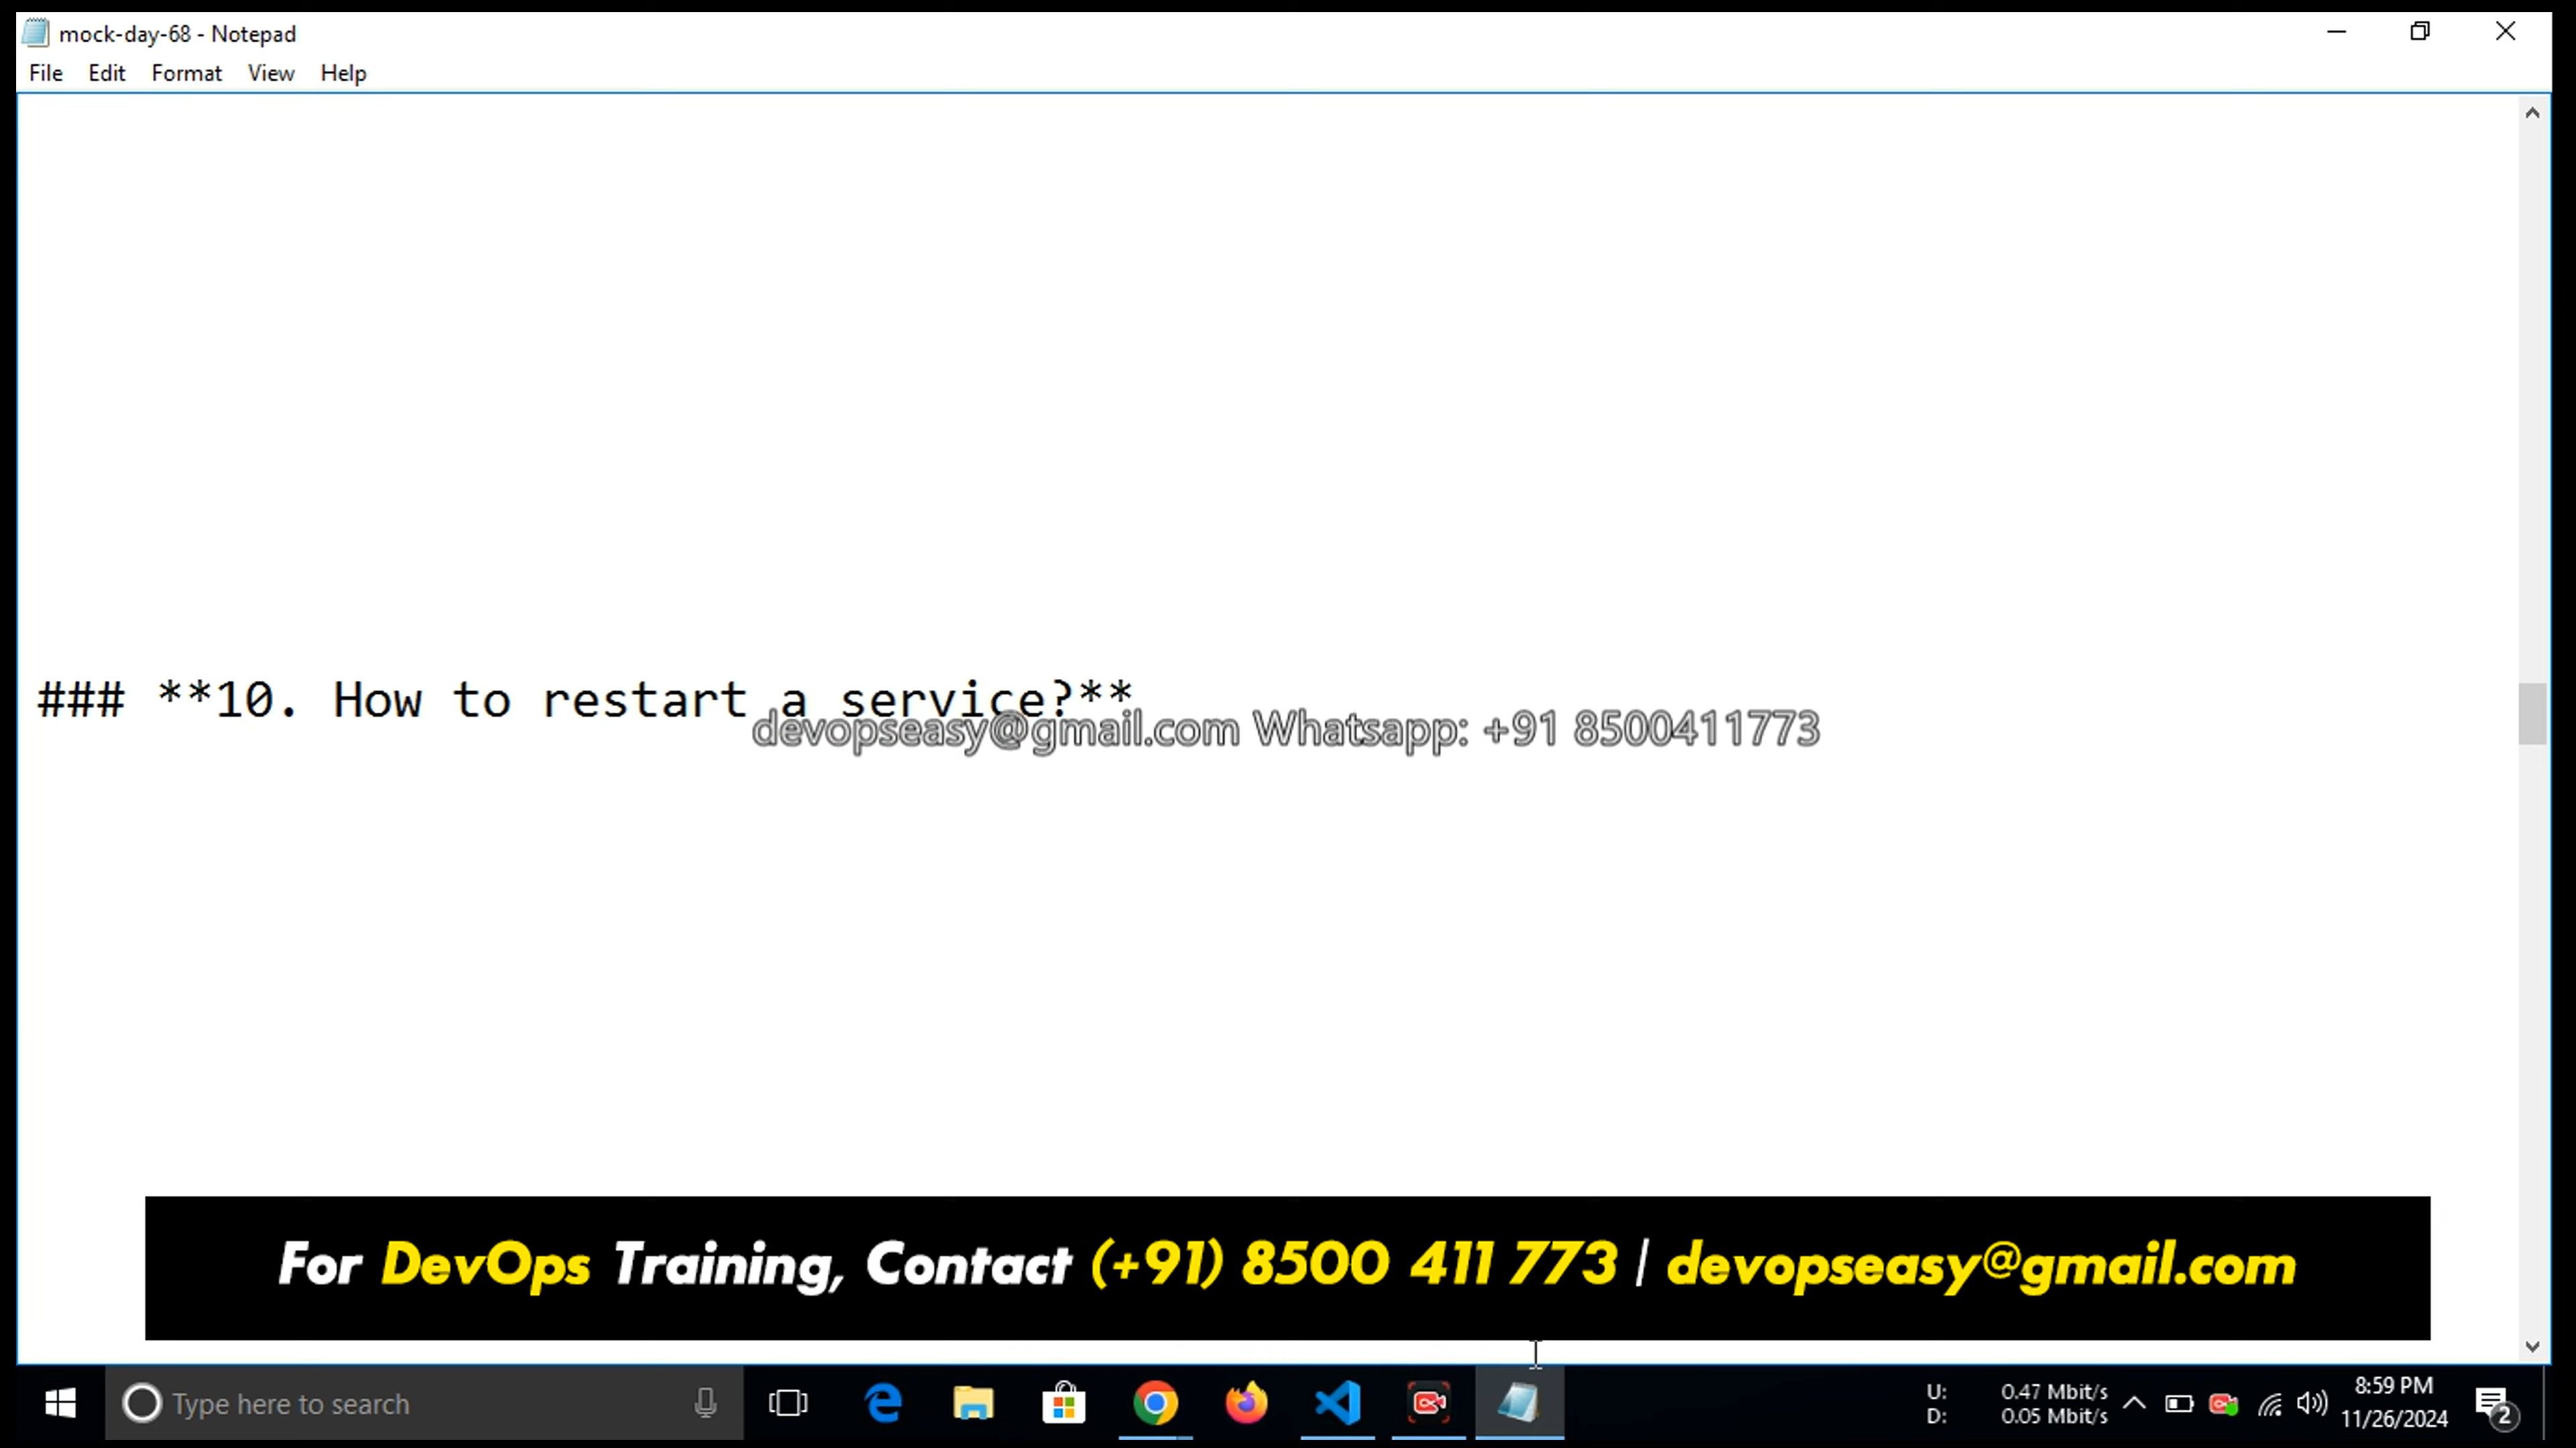 mock-day-68 - Notepad
File Edit Format View Help
### **10. How to restart a service?**
devopseasy@gmail.com Whatsapp: +91 8500411773
For DevOps Training, Contact (+91) 8500 411 773 | devopseasy@gmail.com
Type here to search
U: 0.47 Mbit/s
D: 0.05 Mbit/s
8:59 PM
11/26/2024
2